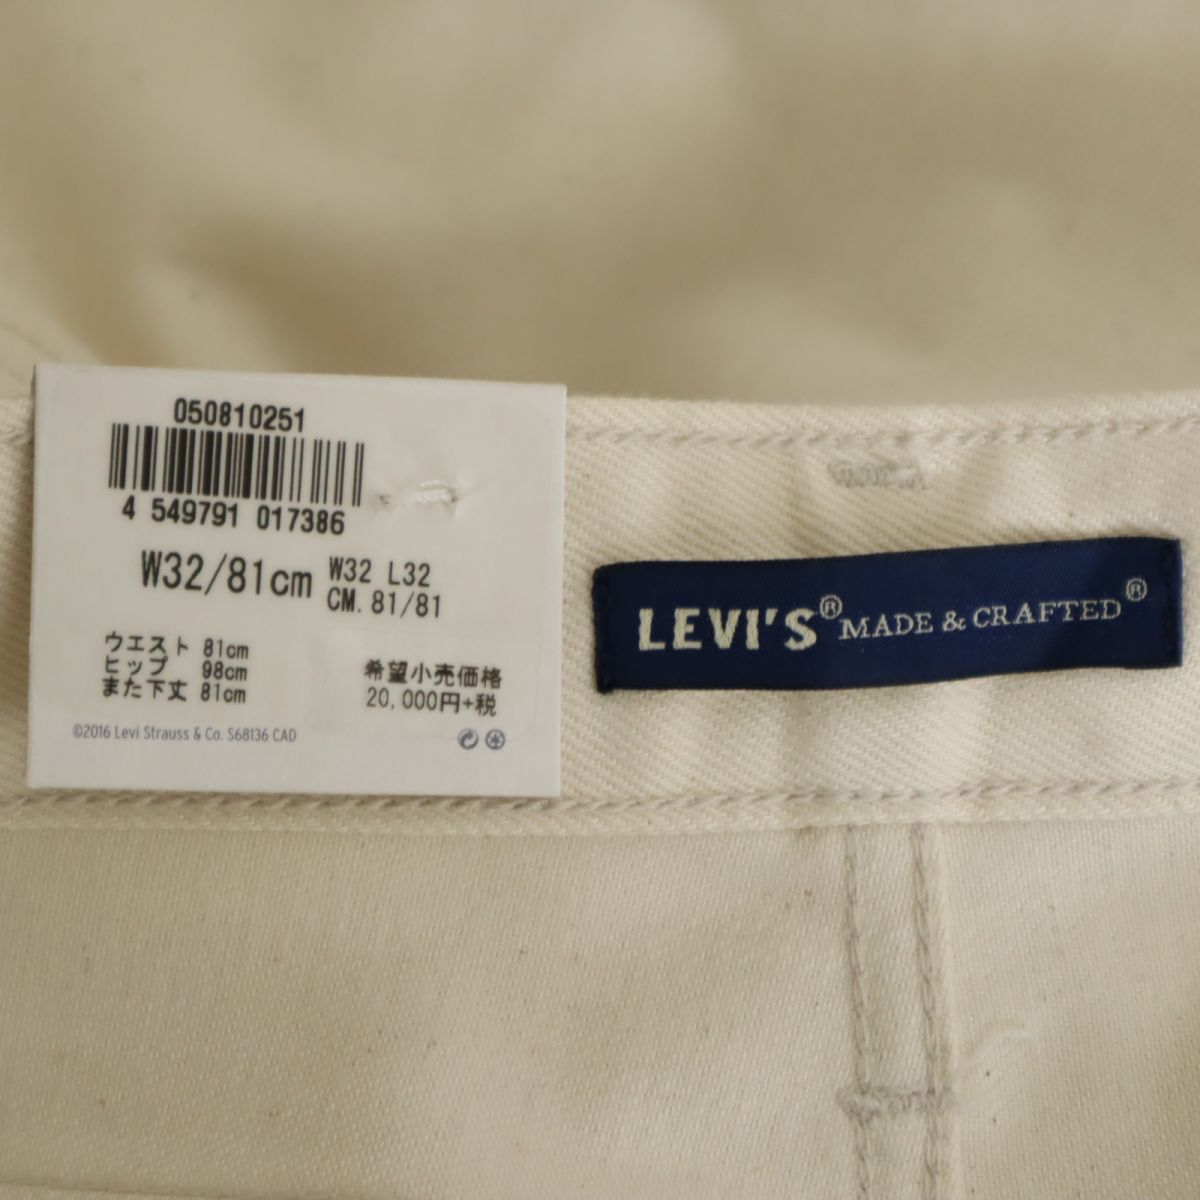 050810251
4 549791 017386
W32/81cm
W32 L32
CM. 81/81
ウエスト 81cm
ヒップ 98cm
また下丈 81cm
希望小売価格
20,000円+税
©2016 Levi Strauss & Co. S68136 CAD
LEVI'S® MADE & CRAFTED®